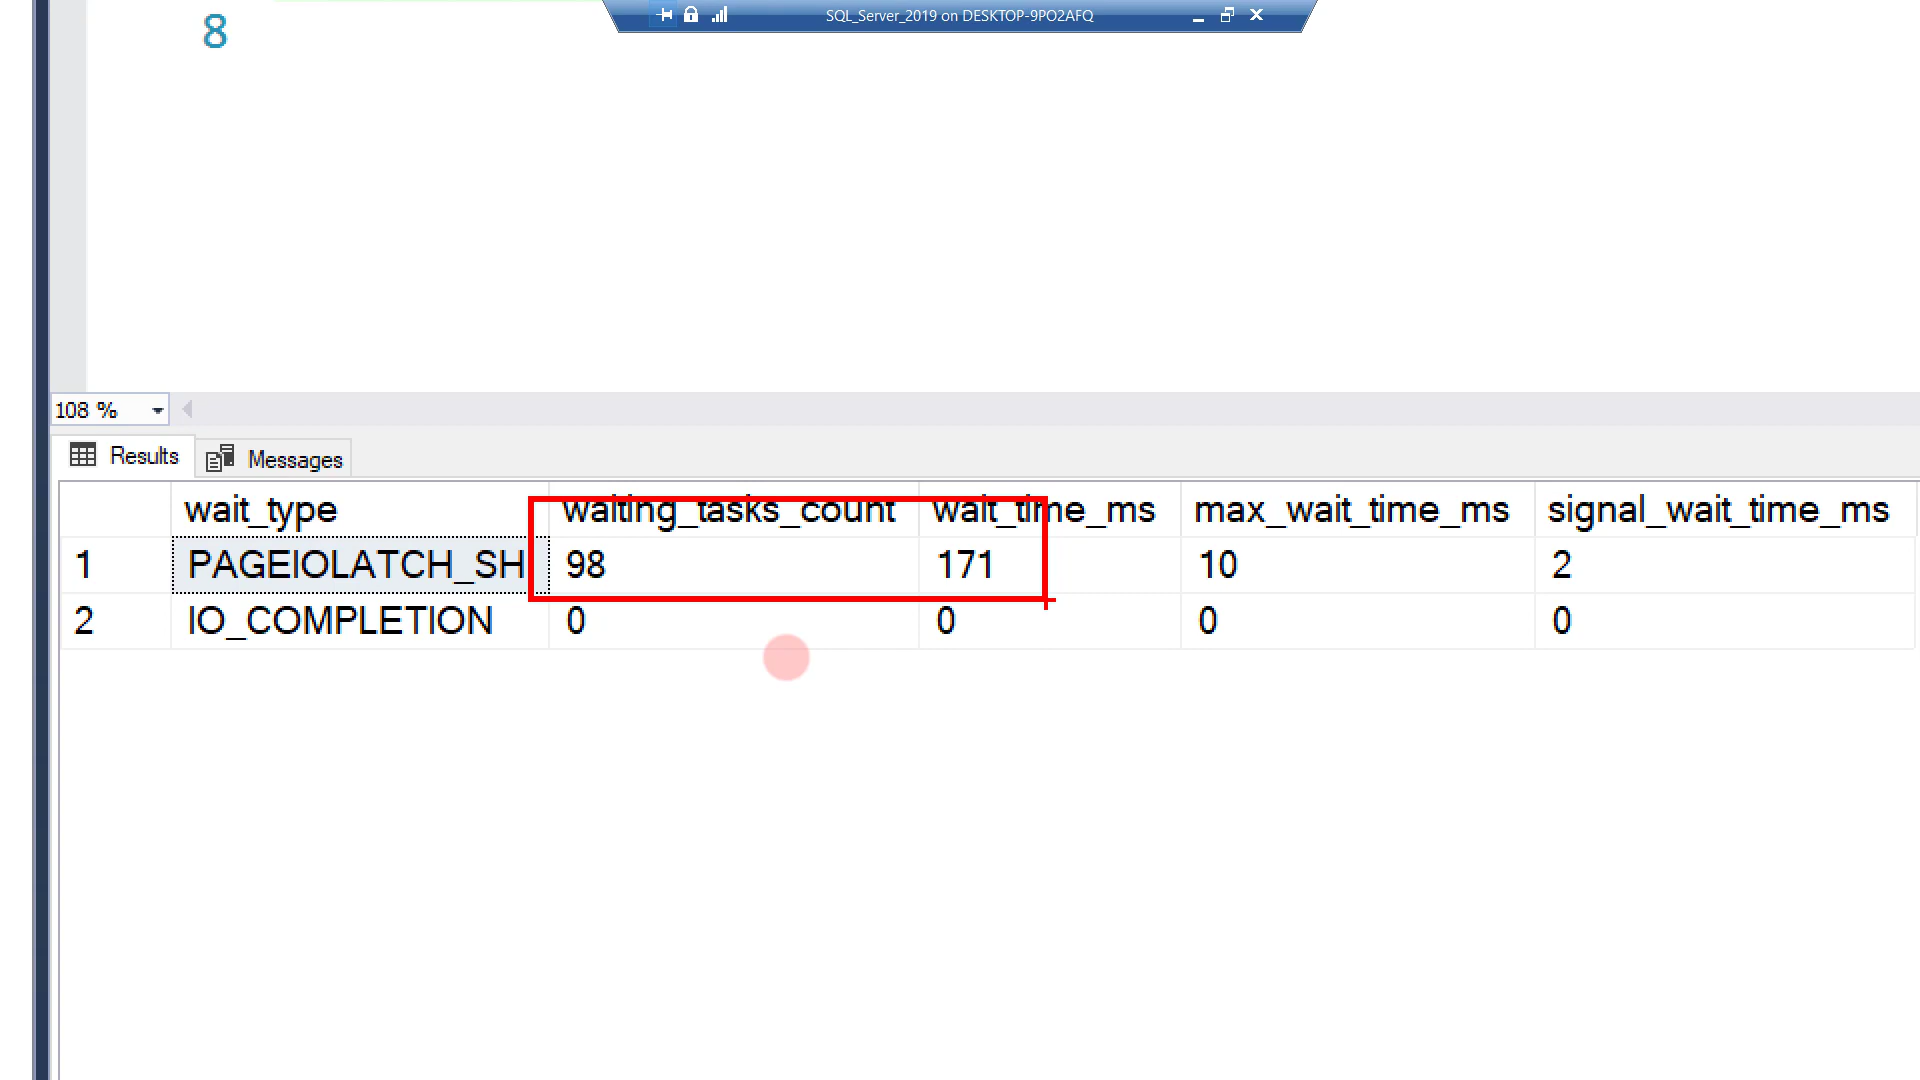 SQL_Server_2019 on DESKTOP-9PO2AFQ
8
108 %
Results Messages
wait_type waiting_tasks_count wait_time_ms max_wait_time_ms signal_wait_time_ms
1 PAGEIOLATCH_SH 98 171 10 2
2 IO_COMPLETION 0 0 0 0